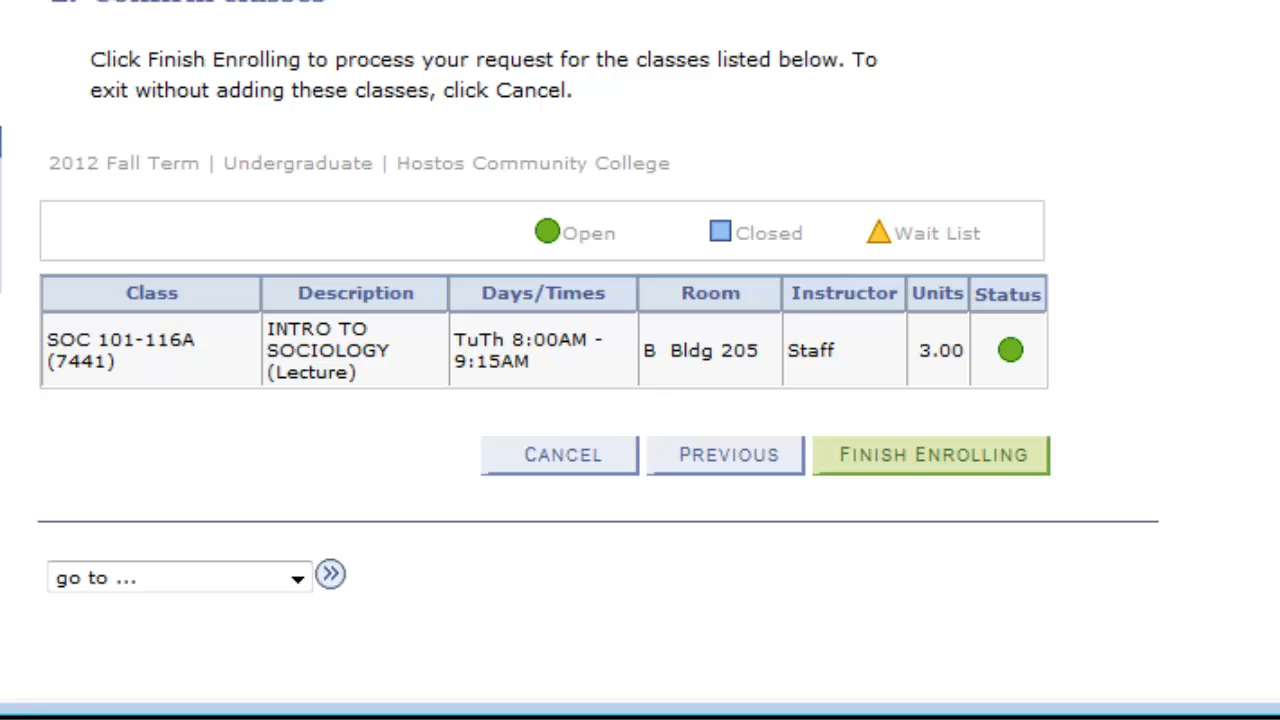 2. Confirm classes
Click Finish Enrolling to process your request for the classes listed below. To
exit without adding these classes, click Cancel.
2012 Fall Term | Undergraduate | Hostos Community College
Open Closed Wait List
Class Description Days/Times Room Instructor Units Status
SOC 101-116A
(7441)
INTRO TO
SOCIOLOGY
(Lecture)
TuTh 8:00AM -
9:15AM
B Bldg 205
Staff
3.00
CANCEL PREVIOUS FINISH ENROLLING
go to ...